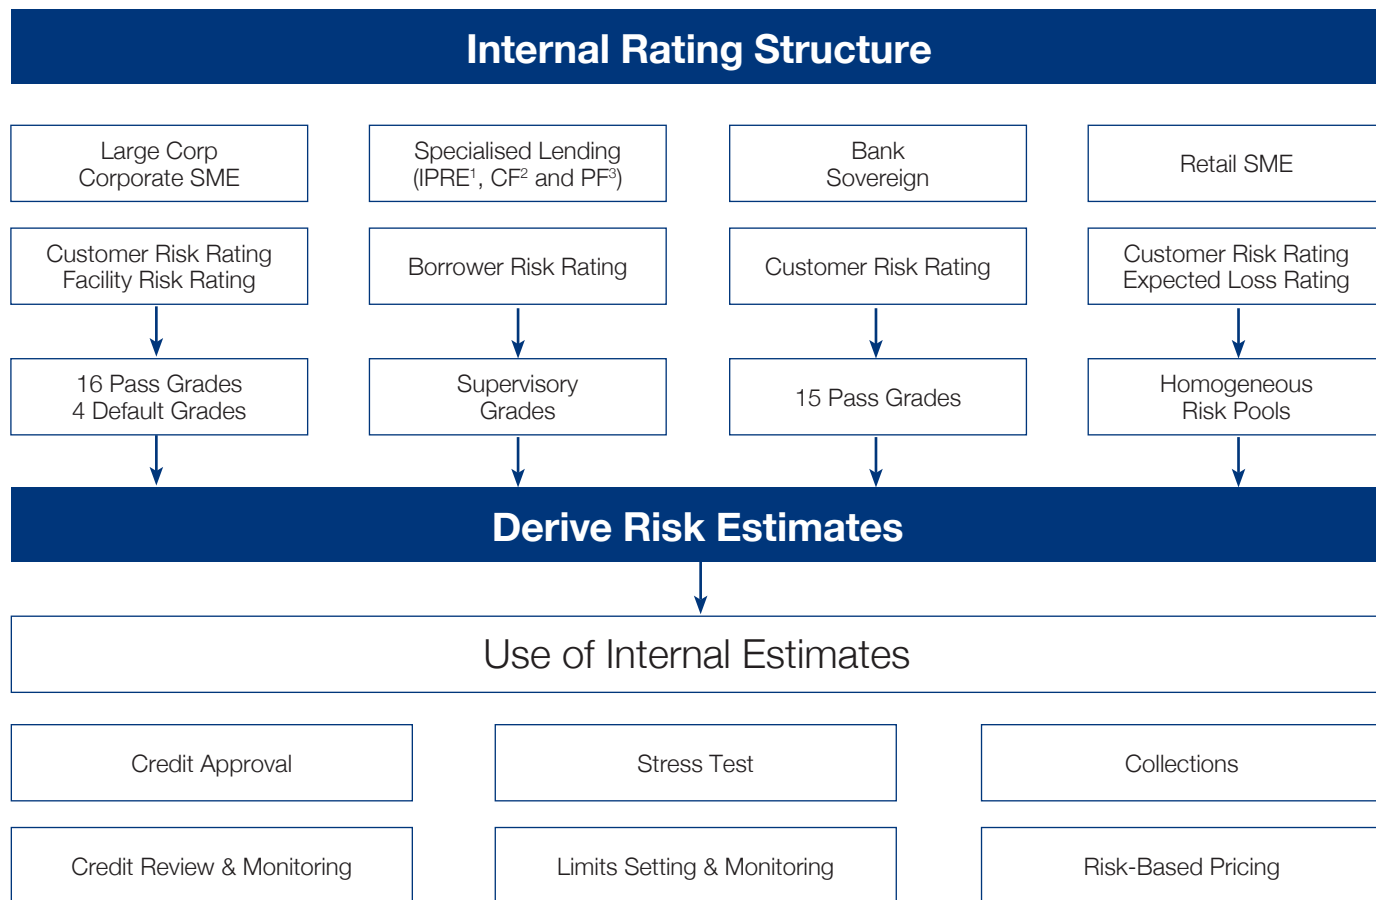 Internal Rating Structure
Large Corp
Corporate SME
Specialised Lending
(IPRE¹, CF² and PF³)
Bank
Sovereign
Retail SME
Customer Risk Rating
Facility Risk Rating
Borrower Risk Rating
Customer Risk Rating
Customer Risk Rating
Expected Loss Rating
16 Pass Grades
4 Default Grades
Supervisory
Grades
15 Pass Grades
Homogeneous
Risk Pools
Derive Risk Estimates
Use of Internal Estimates
Credit Approval
Stress Test
Collections
Credit Review & Monitoring
Limits Setting & Monitoring
Risk-Based Pricing